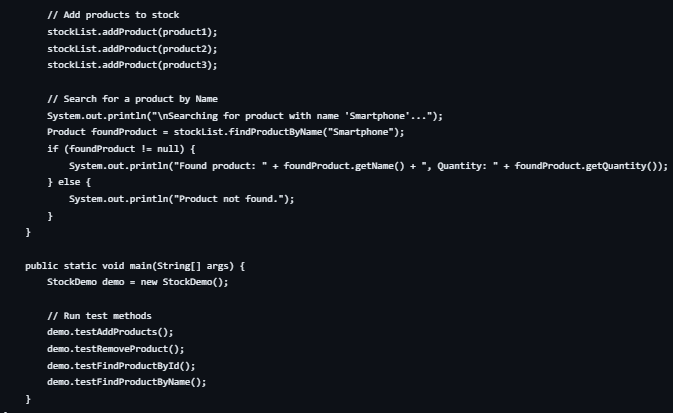 // Add products to stock
stockList.addProduct(product1);
stockList.addProduct(product2);
stockList.addProduct(product3);

// Search for a product by Name
System.out.println("\nSearching for product with name 'Smartphone'...");
Product foundProduct = stockList.findProductByName("Smartphone");
if (foundProduct != null) {
System.out.println("Found product: " + foundProduct.getName() + ", Quantity: " + foundProduct.getQuantity());
} else {
System.out.println("Product not found.");
}
}

public static void main(String[] args) {
StockDemo demo = new StockDemo();

// Run test methods
demo.testAddProducts();
demo.testRemoveProduct();
demo.testFindProductById();
demo.testFindProductByName();
}